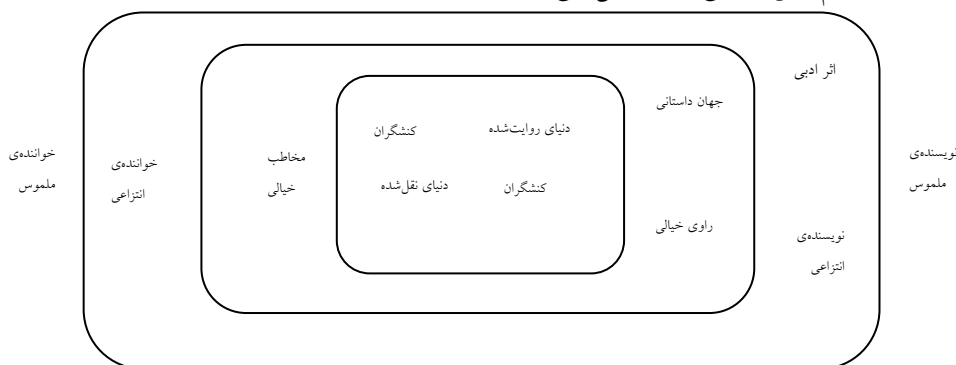 اثر ادبی
جهان داستانی
دنیای روایت‌شده
کنشگران
نویسنده‌ی
ملموس
خواننده‌ی
ملموس
خواننده‌ی
انتزاعی
مخاطب
خیالی
کنشگران
دنیای نقل‌شده
راوی خیالی
نویسنده‌ی
انتزاعی